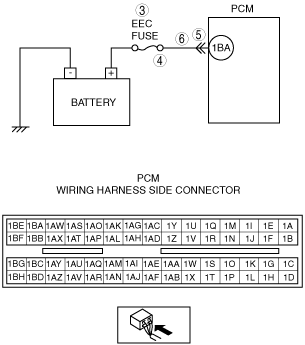 ③ EEC FUSE ④
⑥ ⑤
PCM
1BA
- +
BATTERY
PCM
WIRING HARNESS SIDE CONNECTOR
1BE 1BA 1AW 1AS 1AO 1AK 1AG 1AC 1Y 1U 1Q 1M 1I 1E 1A
1BF 1BB 1AX 1AT 1AP 1AL 1AH 1AD 1Z 1V 1R 1N 1J 1F 1B
1BG 1BC 1AY 1AU 1AQ 1AM 1AI 1AE 1AA 1W 1S 1O 1K 1G 1C
1BH 1BD 1AZ 1AV 1AR 1AN 1AJ 1AF 1AB 1X 1T 1P 1L 1H 1D